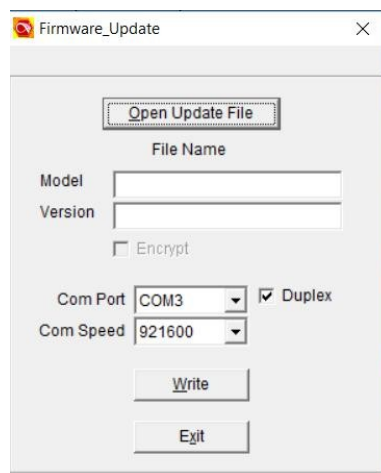 Firmware_Update
Open Update File
File Name
Model
Version
Encrypt
Com Port COM3 Duplex
Com Speed 921600
Write
Exit